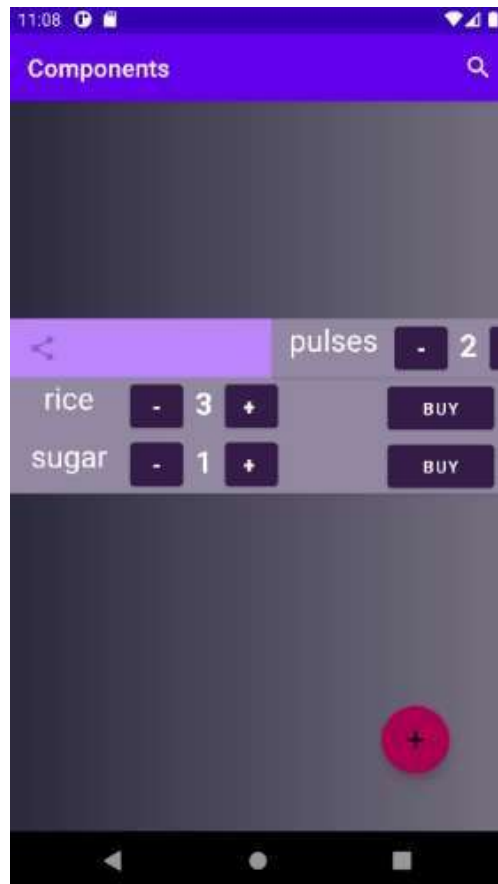 11:08
Components
pulses - 2
rice - 3 + BUY
sugar - 1 + BUY
+